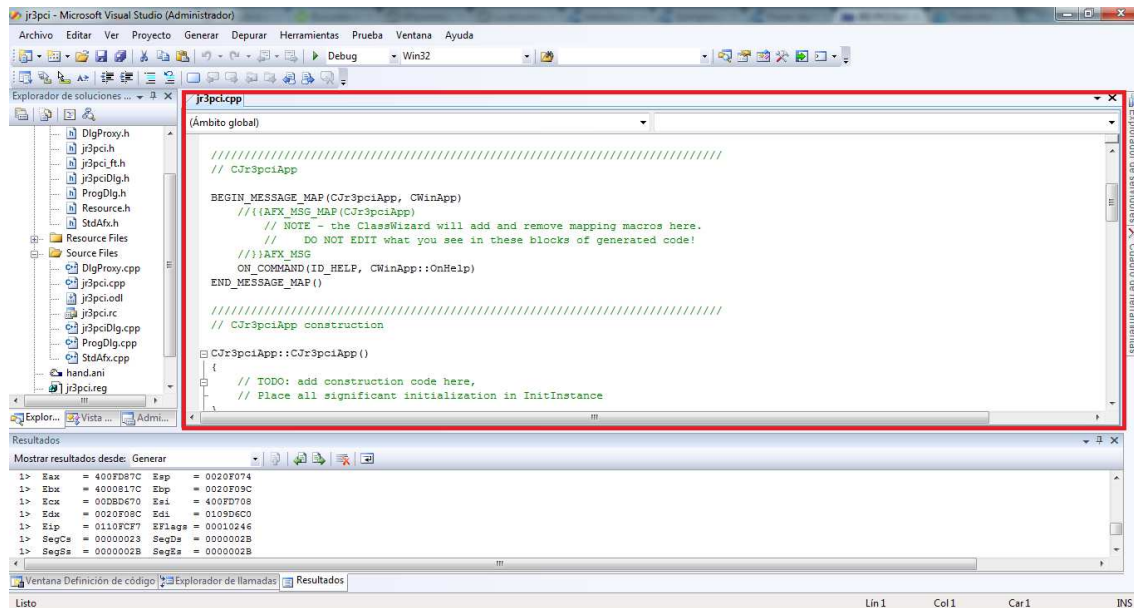 jr3pci - Microsoft Visual Studio (Administrador)
Archivo Editar Ver Proyecto Generar Depurar Herramientas Prueba Ventana Ayuda
Debug Win32
Explorador de soluciones ...
jr3pci.cpp
(Ámbito global)
DlgProxy.h
jr3pci.h
jr3pci_ft.h
jr3pciDlg.h
ProgDlg.h
Resource.h
StdAfx.h
Resource Files
Source Files
DlgProxy.cpp
jr3pci.cpp
jr3pci.odl
jr3pci.rc
jr3pciDlg.cpp
ProgDlg.cpp
StdAfx.cpp
hand.ani
jr3pci.reg
Explor... Vista ... Admi...
/////////////////////////////////////////////////////////////////////////////
// CJr3pciApp
BEGIN_MESSAGE_MAP(CJr3pciApp, CWinApp)
//{{AFX_MSG_MAP(CJr3pciApp)
// NOTE - the ClassWizard will add and remove mapping macros here.
// DO NOT EDIT what you see in these blocks of generated code!
//}}AFX_MSG
ON_COMMAND(ID_HELP, CWinApp::OnHelp)
END_MESSAGE_MAP()
/////////////////////////////////////////////////////////////////////////////
// CJr3pciApp construction
CJr3pciApp::CJr3pciApp()
{
// TODO: add construction code here,
// Place all significant initialization in InitInstance
}
Explorador de servidores
Cuadro de herramientas
Resultados
Mostrar resultados desde: Generar
1> Eax = 400FD87C Esp = 0020F074
1> Ebx = 4000817C Ebp = 0020F09C
1> Ecx = 00DBD670 Esi = 400FD708
1> Edx = 0020F08C Edi = 0109D6C0
1> Eip = 0110FCF7 EFlags = 00010246
1> SegCs = 00000023 SegDs = 0000002B
1> SegSs = 0000002B SegEs = 0000002B
Ventana Definición de código Explorador de llamadas Resultados
Listo Lín 1 Col 1 Car 1 INS